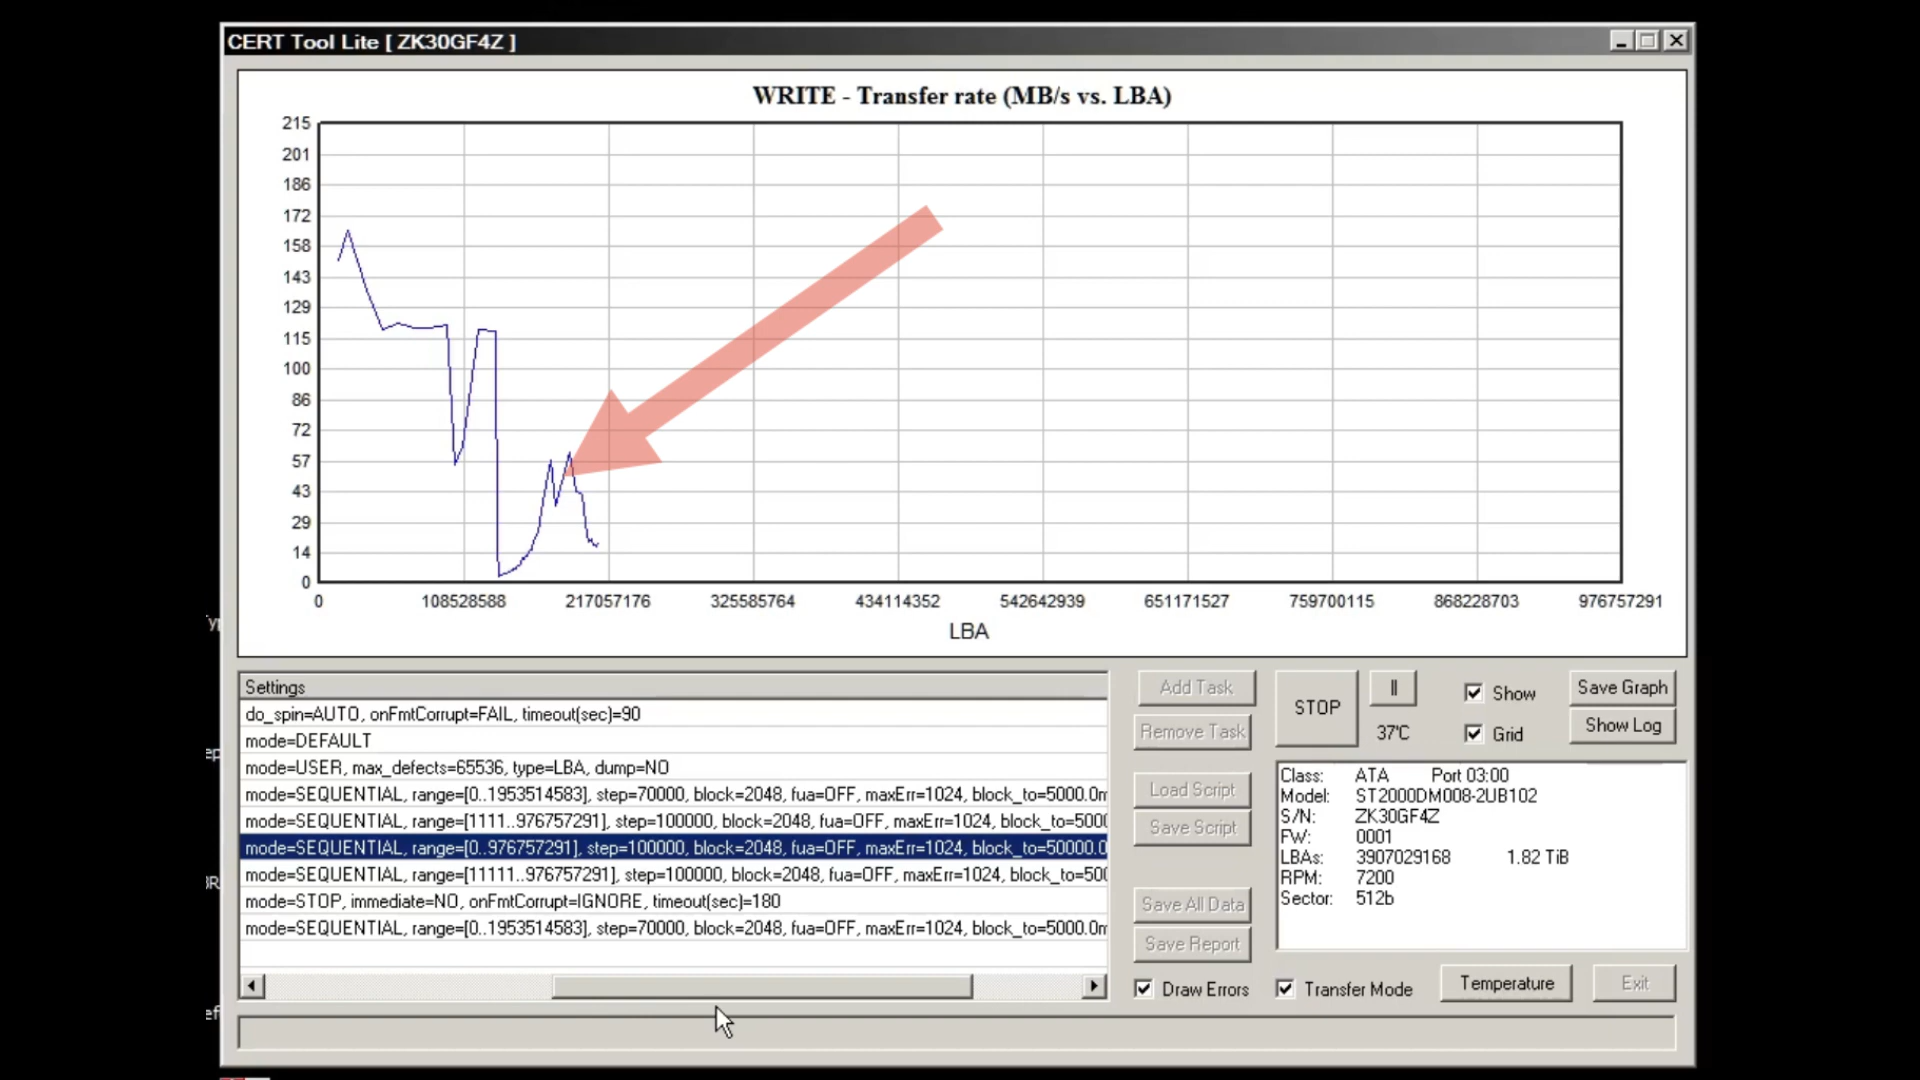 CERT Tool Lite [ ZK30GF4Z ]
WRITE - Transfer rate (MB/s vs. LBA)
215
201
186
172
158
143
129
115
100
86
72
57
43
29
14
0
0 108528588 217057176 325585764 434114352 542642939 651171527 759700115 868228703 976757291
LBA
Settings
do_spin=AUTO, onFmtCorrupt=FAIL, timeout(sec)=90
mode=DEFAULT
mode=USER, max_defects=65536, type=LBA, dump=NO
mode=SEQUENTIAL, range=[0..1953514583], step=70000, block=2048, fua=OFF, maxErr=1024, block_to=5000.0m
mode=SEQUENTIAL, range=[1111..976757291], step=100000, block=2048, fua=OFF, maxErr=1024, block_to=500
mode=SEQUENTIAL, range=[0..976757291], step=100000, block=2048, fua=OFF, maxErr=1024, block_to=50000.0
mode=SEQUENTIAL, range=[11111..976757291], step=100000, block=2048, fua=OFF, maxErr=1024, block_to=500
mode=STOP, immediate=NO, onFmtCorrupt=IGNORE, timeout(sec)=180
mode=SEQUENTIAL, range=[0..1953514583], step=70000, block=2048, fua=OFF, maxErr=1024, block_to=5000.0m
Add Task
Remove Task
Load Script
Save Script
Save All Data
Save Report
Draw Errors
STOP
37°C
Show
Grid
Save Graph
Show Log
Class: ATA Port 03:00
Model: ST2000DM008-2UB102
S/N: ZK30GF4Z
FW: 0001
LBAs: 3907029168 1.82 TiB
RPM: 7200
Sector: 512b
Transfer Mode
Temperature
Exit